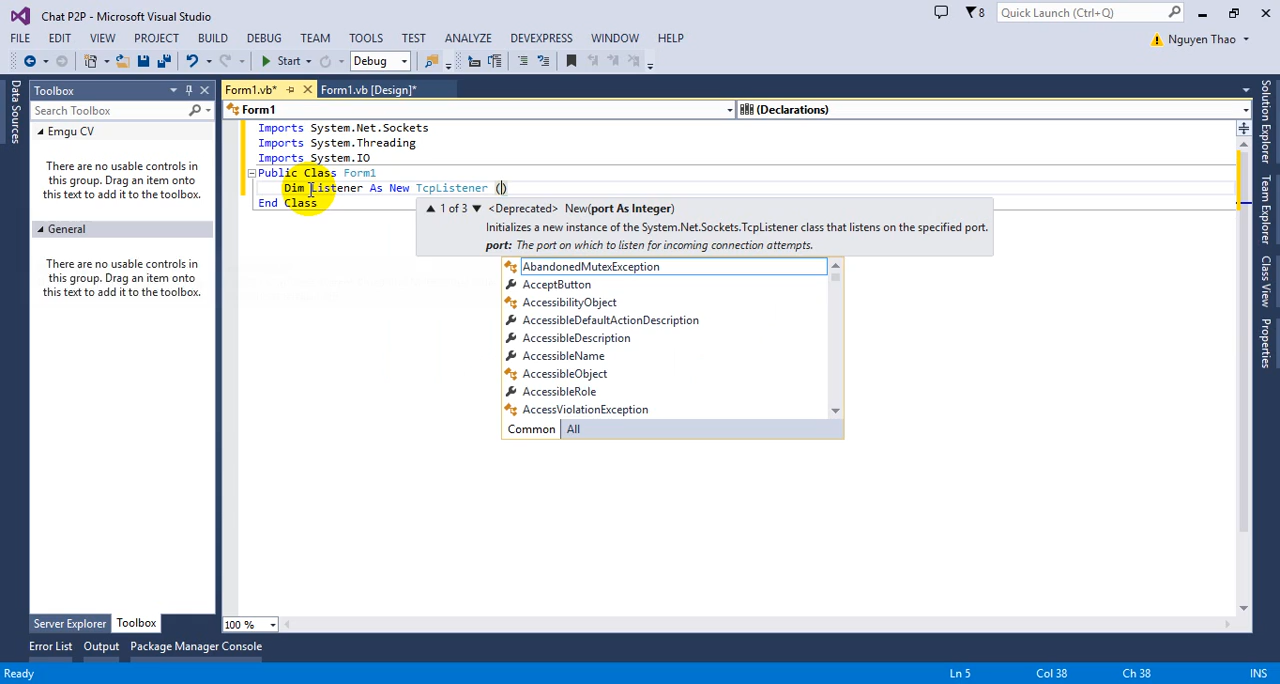 Chat P2P - Microsoft Visual Studio
8
Quick Launch (Ctrl+Q)
FILE EDIT VIEW PROJECT BUILD DEBUG TEAM TOOLS TEST ANALYZE DEVEXPRESS WINDOW HELP
Nguyen Thao
Start
Debug
Data Sources
Toolbox
Search Toolbox
Emgu CV
There are no usable controls in
this group. Drag an item onto
this text to add it to the toolbox.
General
There are no usable controls in
this group. Drag an item onto
this text to add it to the toolbox.
Server Explorer
Toolbox
Form1.vb*
Form1.vb [Design]*
Form1
(Declarations)
Imports System.Net.Sockets
Imports System.Threading
Imports System.IO
Public Class Form1
Dim Listener As New TcpListener ()
End Class
1 of 3 <Deprecated> New(port As Integer)
Initializes a new instance of the System.Net.Sockets.TcpListener class that listens on the specified port.
port: The port on which to listen for incoming connection attempts.
AbandonedMutexException
AcceptButton
AccessibilityObject
AccessibleDefaultActionDescription
AccessibleDescription
AccessibleName
AccessibleObject
AccessibleRole
AccessViolationException
Common
All
100 %
Solution Explorer
Team Explorer
Class View
Properties
Error List
Output
Package Manager Console
Ready
Ln 5
Col 38
Ch 38
INS